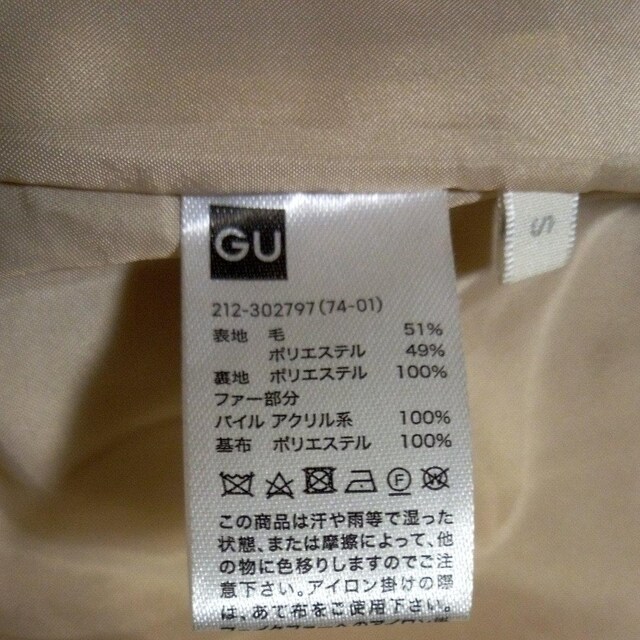 GU
S
212-302797(74-01)
表地 毛 51%
ポリエステル 49%
裏地 ポリエステル 100%
ファー部分
パイル アクリル系 100%
基布 ポリエステル 100%
F
この商品は汗や雨等で湿った
状態、または摩擦によって、他
の物に色移りしますのでご注
意下さい。アイロン掛けの際
は、あて布をご使用下さい。